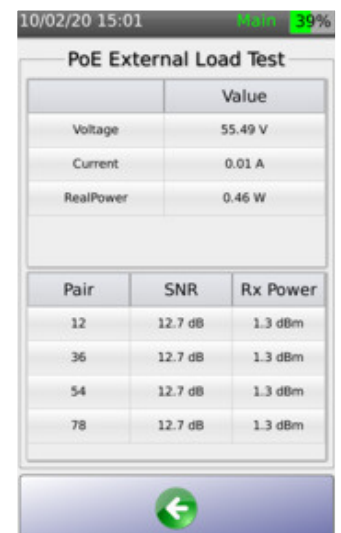 10/02/20 15:01 Main 39%
PoE External Load Test
Value
Voltage 55.49 V
Current 0.01 A
RealPower 0.46 W
Pair SNR Rx Power
12 12.7 dB 1.3 dBm
36 12.7 dB 1.3 dBm
54 12.7 dB 1.3 dBm
78 12.7 dB 1.3 dBm